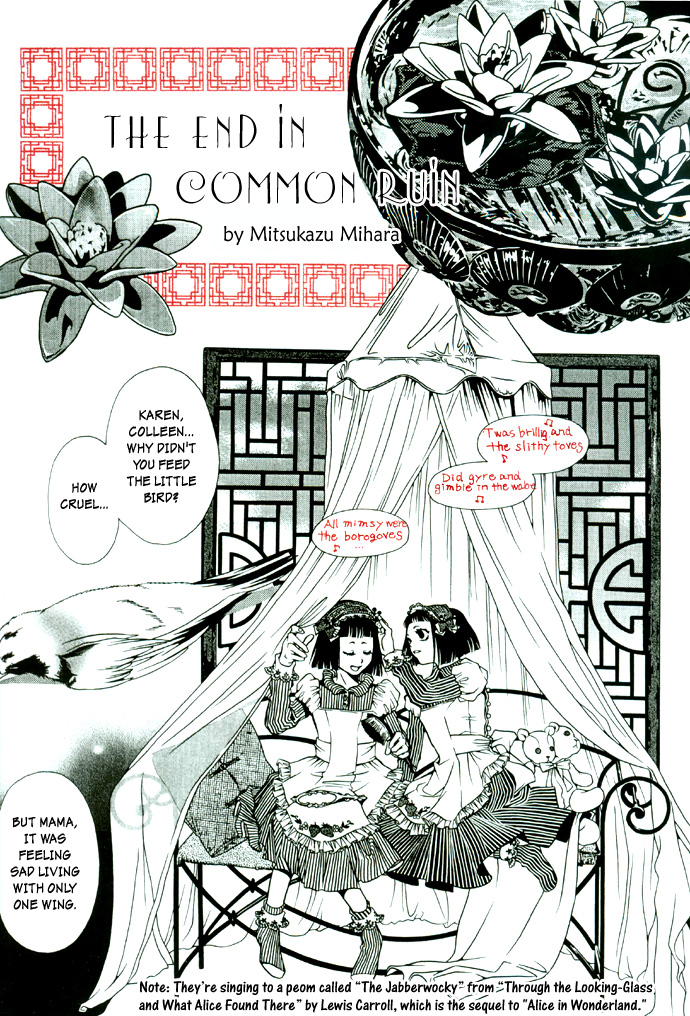 THE END IN
COMMON RUIN
by Mitsukazu Mihara
KAREN,
COLLEEN...
WHY DIDN'T
YOU FEED
THE LITTLE
BIRD?
HOW
CRUEL...
Twas brillig and
the slithy toves
Did gyre and
gimble in the wabe
All mimsy were
the borogoves
...
BUT MAMA,
IT WAS
FEELING
SAD LIVING
WITH ONLY
ONE WING.
Note: They're singing to a peom called "The Jabberwocky" from "Through the Looking-Glass
and What Alice Found There" by Lewis Carroll, which is the sequel to "Alice in Wonderland."